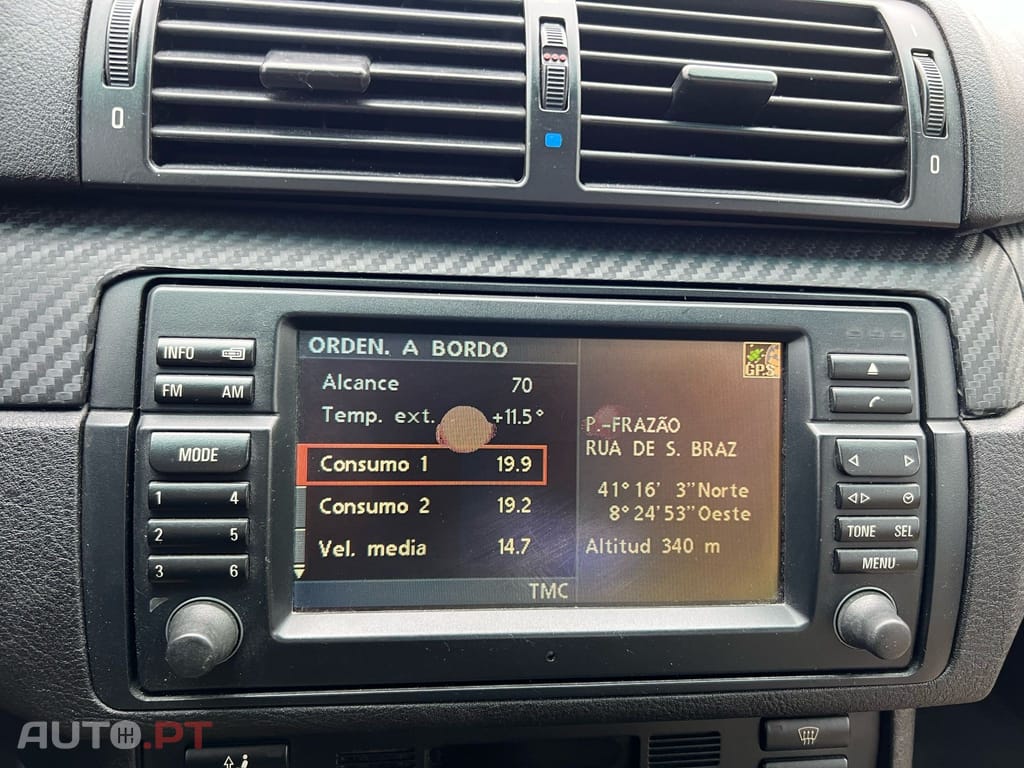 0
0
INFO
FM AM
MODE
1 4
2 5
3 6
ORDEN. A BORDO
Alcance 70
Temp. ext. +11.5°
Consumo 1 19.9
Consumo 2 19.2
Vel. media 14.7
GPS
P.-FRAZÃO
RUA DE S. BRAZ
41° 16' 3" Norte
8° 24' 53" Oeste
Altitud 340 m
TMC
TONE SEL
MENU
AUTO.PT